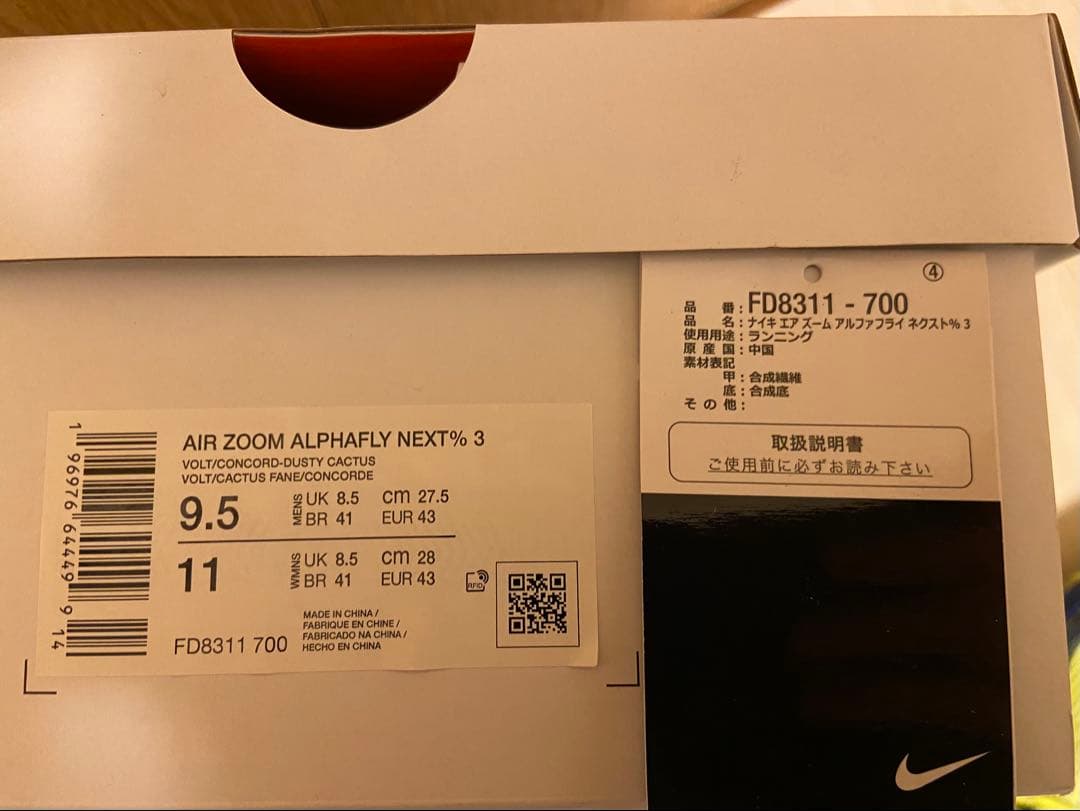 ④
品 番：FD8311 - 700
品 名：ナイキ エア ズーム アルファフライ ネクスト% 3
使用用途：ランニング
原 産 国：中国
素材表記
甲：合成繊維
底：合成底
そ の 他：
取扱説明書
ご使用前に必ずお読み下さい
AIR ZOOM ALPHAFLY NEXT% 3
VOLT/CONCORD-DUSTY CACTUS
VOLT/CACTUS FANE/CONCORDE
9.5 MENS UK 8.5 cm 27.5
BR 41 EUR 43
11 WMNS UK 8.5 cm 28
BR 41 EUR 43
RFID
MADE IN CHINA /
FABRIQUE EN CHINE /
FABRICADO NA CHINA /
HECHO EN CHINA
FD8311 700
1 96976 64449 9 14